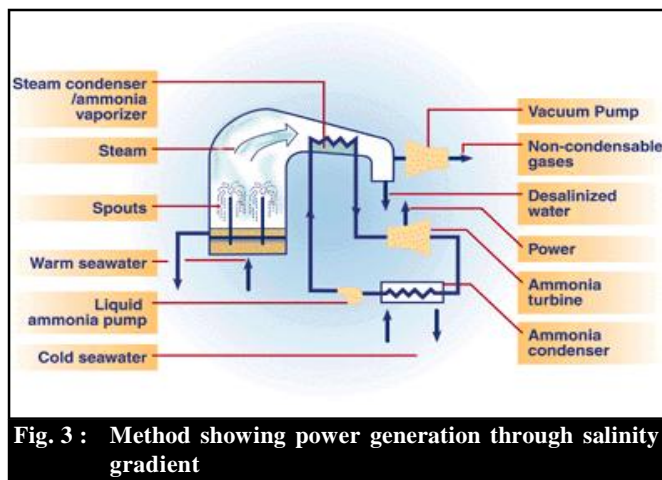 Steam condenser
/ammonia
vaporizer
Steam
Spouts
Warm seawater
Liquid
ammonia pump
Cold seawater
Vacuum Pump
Non-condensable
gases
Desalinized
water
Power
Ammonia
turbine
Ammonia
condenser
Fig. 3 : Method showing power generation through salinity
gradient